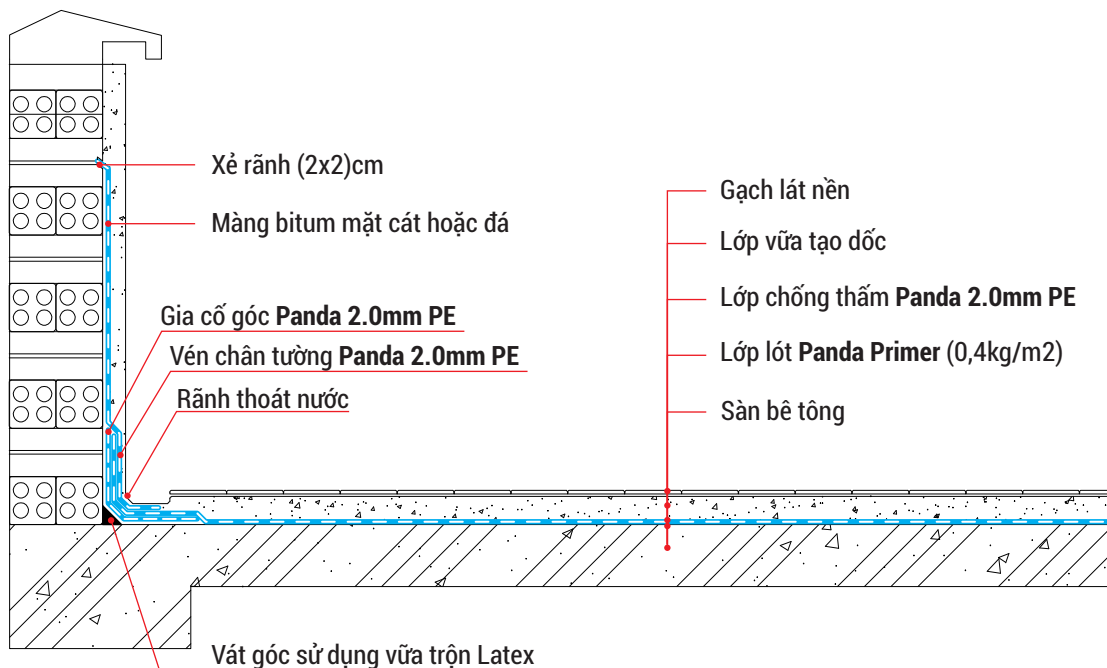 Xẻ rãnh (2x2)cm
Màng bitum mặt cát hoặc đá
Gia cố góc Panda 2.0mm PE
Vén chân tường Panda 2.0mm PE
Rãnh thoát nước
Gạch lát nền
Lớp vữa tạo dốc
Lớp chống thấm Panda 2.0mm PE
Lớp lót Panda Primer (0,4kg/m2)
Sàn bê tông
Vát góc sử dụng vữa trộn Latex